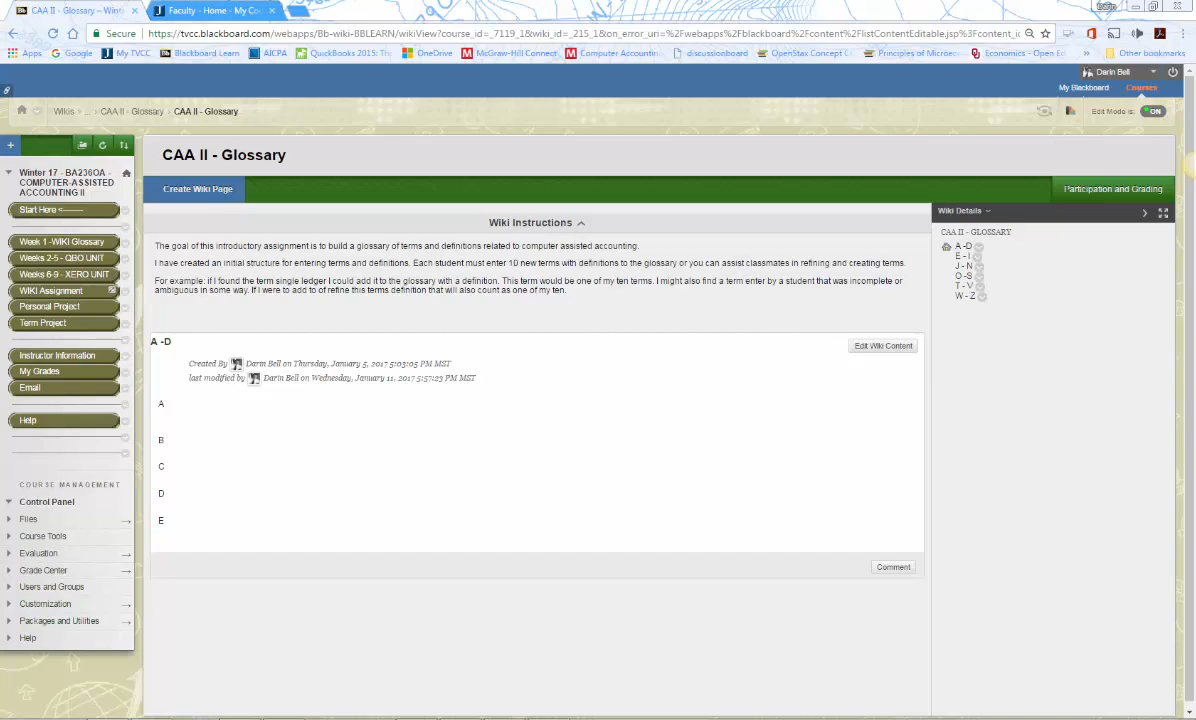 CAA II - Glossary – Wint
Faculty - Home - My Co
Darin
Secure
https://tvcc.blackboard.com/webapps/Bb-wiki-BBLEARN/wikiView?course_id=_7119_1&wiki_id=_215_1&on_error_url=%2Fwebapps%2Fblackboard%2Fcontent%2FlistContentEditable.jsp%3Fcontent_ic
Apps Google My TVCC Blackboard Learn AICPA QuickBooks 2015: The OneDrive McGraw-Hill Connect Computer Accountin discussionboard OpenStax Concept Co Principles of Microec Economics - Open Ed » Other bookmarks
Darin Bell
My Blackboard Courses
Wikis > ... > CAA II - Glossary > CAA II - Glossary
Edit Mode is: ON
CAA II - Glossary
Winter 17 - BA236OA -
COMPUTER-ASSISTED
ACCOUNTING II
Start Here <--------
Week 1 -WIKI Glossary
Weeks 2-5 - QBO UNIT
Weeks 6-9 - XERO UNIT
WIKI Assignment
Personal Project
Term Project
Instructor Information
My Grades
Email
Help
COURSE MANAGEMENT
Control Panel
Files
Course Tools
Evaluation
Grade Center
Users and Groups
Customization
Packages and Utilities
Help
Create Wiki Page
Participation and Grading
Wiki Instructions
The goal of this introductory assignment is to build a glossary of terms and definitions related to computer assisted accounting.
I have created an initial structure for entering terms and definitions. Each student must enter 10 new terms with definitions to the glossary or you can assist classmates in refining and creating terms.
For example: if I found the term single ledger I could add it to the glossary with a definition. This term would be one of my ten terms. I might also find a term enter by a student that was incomplete or
ambiguous in some way. If I were to add to of refine this terms definition that will also count as one of my ten.
A -D
Edit Wiki Content
Created By Darin Bell on Thursday, January 5, 2017 5:03:05 PM MST
last modified by Darin Bell on Wednesday, January 11, 2017 5:57:23 PM MST
A
B
C
D
E
Comment
Wiki Details
CAA II - GLOSSARY
A -D
E - I
J - N
O -S
T - V
W - Z